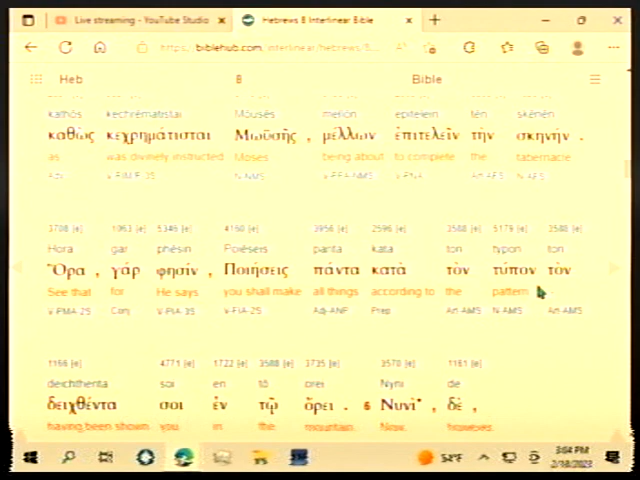 Live streaming - YouTube Studio × Hebrews 8 Interlinear Bible × +
biblehub.com
Heb 8 Bible
kathōs kechrēmatistai Mōusēs mellōn epitelein tēn skēnēn
καθὼς κεχρημάτισται Μωϋσῆς , μέλλων ἐπιτελεῖν τὴν σκηνήν .
as was divinely instructed Moses being about to complete the tabernacle
3708 [e] 1063 [e] 5346 [e] 4160 [e] 3956 [e] 2596 [e] 3588 [e] 5179 [e] 3588 [e]
Hora gar phēsin Poiēseis panta kata ton typon ton
Ὅρα , γάρ φησίν , Ποιήσεις πάντα κατὰ τὸν τύπον τὸν
See that for He says you shall make all things according to the pattern
V-PMA-2S Conj V-PIA-3S V-FIA-2S Adj-ANP Prep Art-AMS N-AMS Art-AMS
1166 [e] 4771 [e] 1722 [e] 3588 [e] 3735 [e] 3570 [e] 1161 [e]
deichthenta soi en tō orei Nyni de
δειχθέντα σοι ἐν τῷ ὄρει . 6 Νυνὶ* , δὲ ,
having been shown you in the mountain. Now, however,
54°F 3:04 PM
2/18/2023